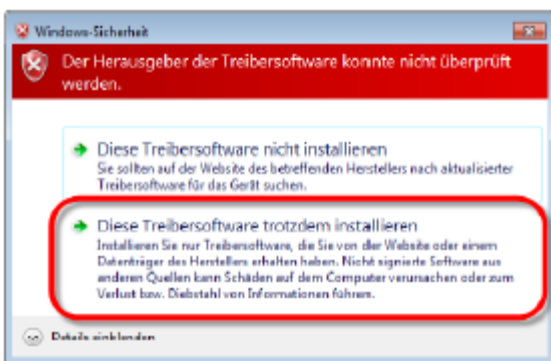 Windows-Sicherheit
Der Herausgeber der Treibersoftware konnte nicht überprüft
werden.
Diese Treibersoftware nicht installieren
Sie sollten auf der Website des betreffenden Herstellers nach aktualisierter
Treibersoftware für das Gerät suchen.
Diese Treibersoftware trotzdem installieren
Installieren Sie nur Treibersoftware, die Sie von der Website oder einem
Datenträger des Herstellers erhalten haben. Nicht signierte Software aus
anderen Quellen kann Schäden auf dem Computer verursachen oder zum
Verlust bzw. Diebstahl von Informationen führen.
Details einblenden